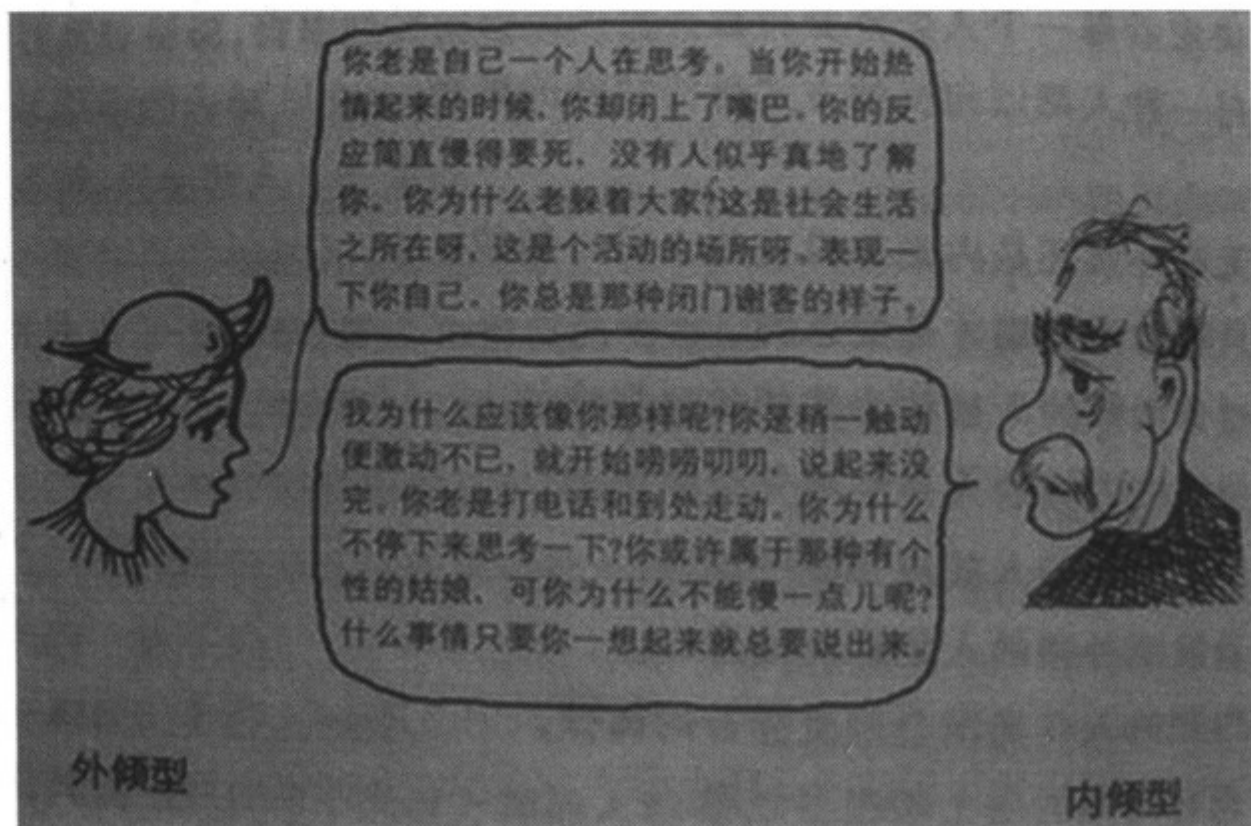 你老是自己一个人在思考。当你开始热
情起来的时候，你却闭上了嘴巴。你的反
应简直慢得要死，没有人似乎真地了解
你。你为什么老躲着大家?这是社会生活
之所在呀，这是个活动的场所呀。表现一
下你自己。你总是那种闭门谢客的样子。
我为什么应该像你那样呢?你是稍一触动
便激动不已，就开始唠唠叨叨，说起来没
完。你老是打电话和到处走动。你为什么
不停下来思考一下?你或许属于那种有个
性的姑娘，可你为什么不能慢一点儿呢?
什么事情只要你一想起来就总要说出来。
外倾型
内倾型